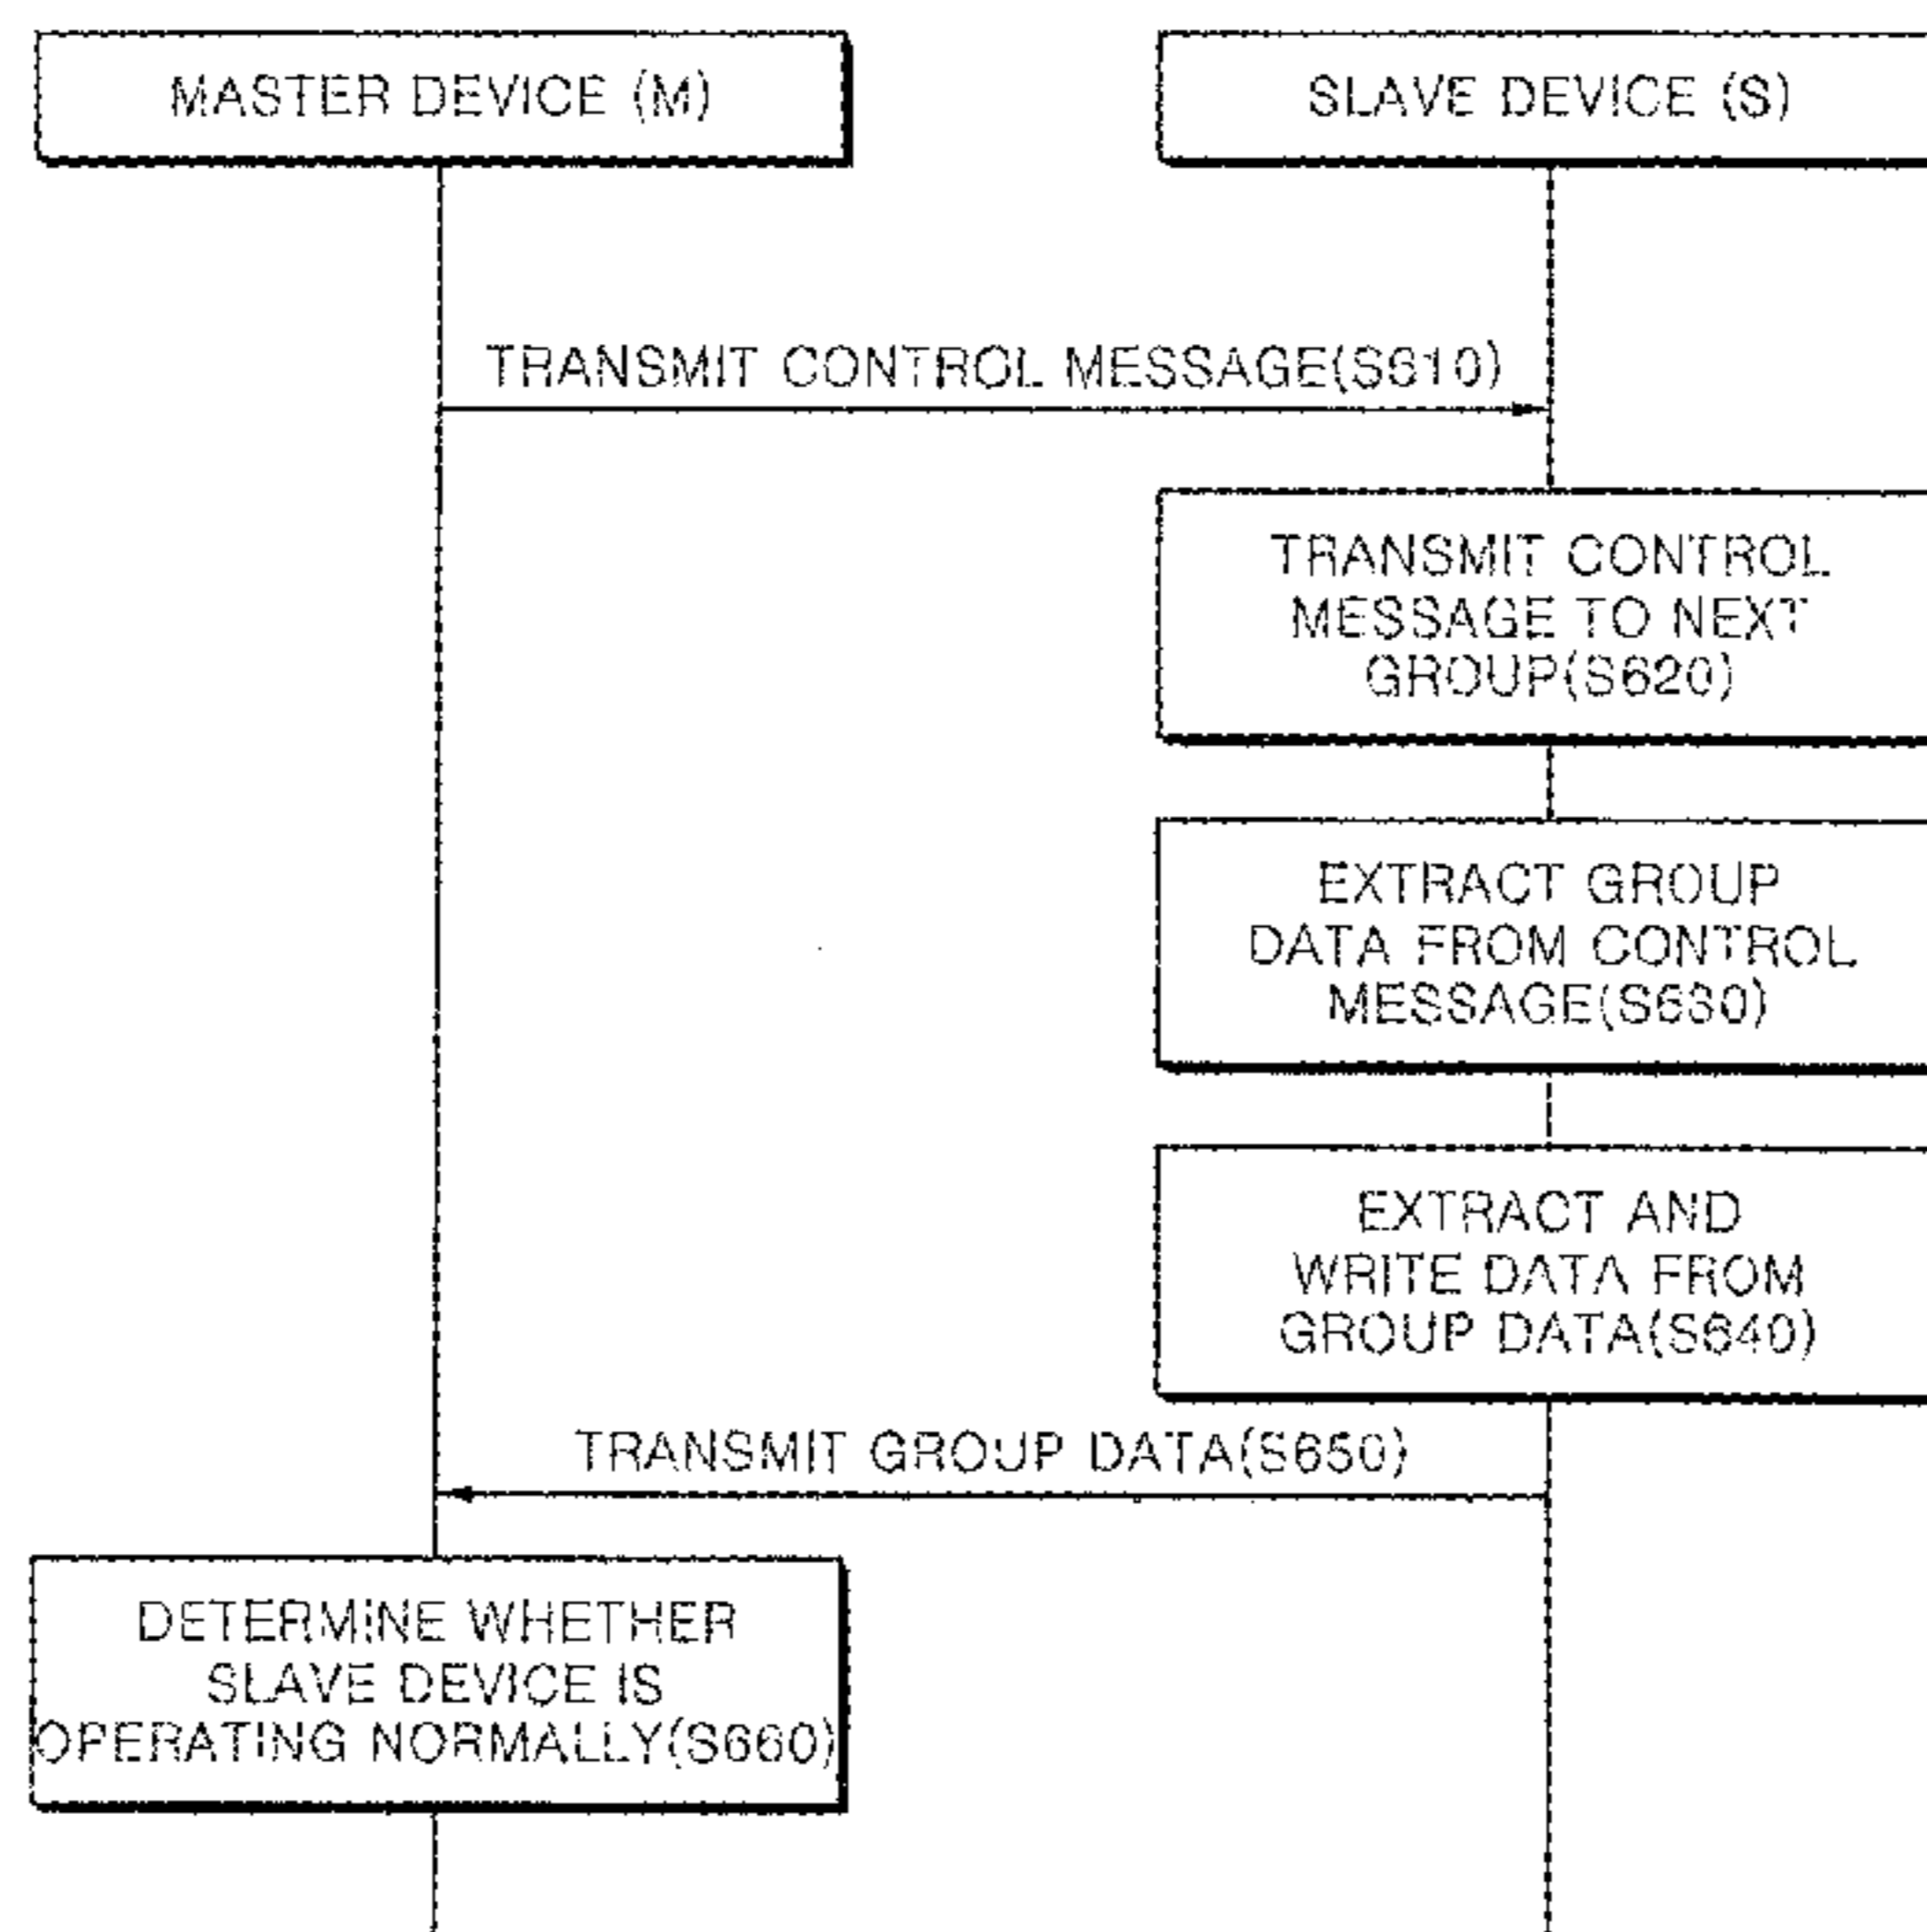 MASTER DEVICE (M)
SLAVE DEVICE (S)
TRANSMIT CONTROL MESSAGE(S610)
TRANSMIT CONTROL
MESSAGE TO NEXT
GROUP(S620)
EXTRACT GROUP
DATA FROM CONTROL
MESSAGE(S630)
EXTRACT AND
WRITE DATA FROM
GROUP DATA(S640)
TRANSMIT GROUP DATA(S650)
DETERMINE WHETHER
SLAVE DEVICE IS
OPERATING NORMALLY(S660)